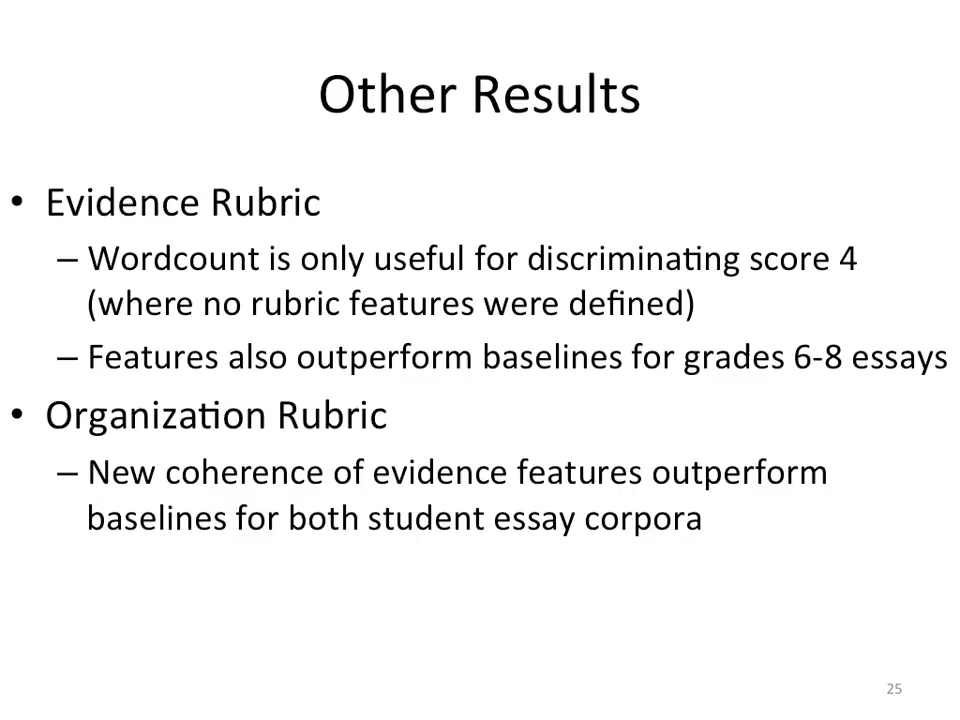 Other Results
• Evidence Rubric
– Wordcount is only useful for discriminating score 4
(where no rubric features were defined)
– Features also outperform baselines for grades 6-8 essays
• Organization Rubric
– New coherence of evidence features outperform
baselines for both student essay corpora
25